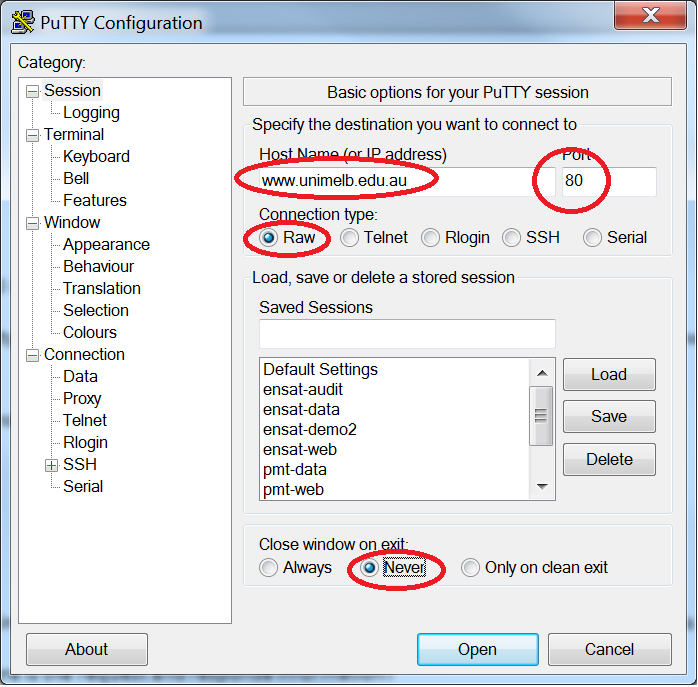 PuTTY Configuration
Category:
Session
Logging
Terminal
Keyboard
Bell
Features
Window
Appearance
Behaviour
Translation
Selection
Colours
Connection
Data
Proxy
Telnet
Rlogin
SSH
Serial
Basic options for your PuTTY session
Specify the destination you want to connect to
Host Name (or IP address) Port
www.unimelb.edu.au 80
Connection type:
Raw Telnet Rlogin SSH Serial
Load, save or delete a stored session
Saved Sessions
Default Settings
ensat-audit
ensat-data
ensat-demo2
ensat-web
pmt-data
pmt-web
Load
Save
Delete
Close window on exit:
Always Never Only on clean exit
About Open Cancel